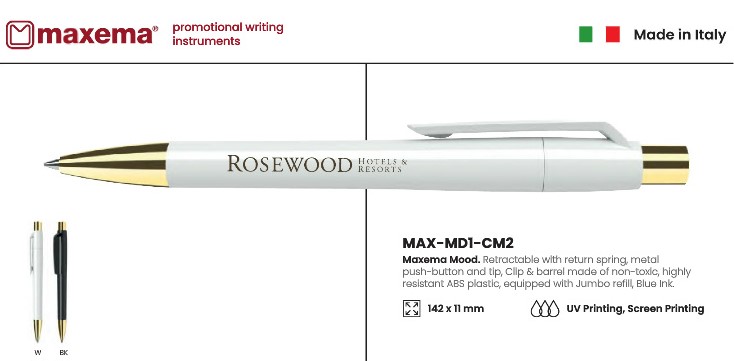 maxema®
promotional writing
instruments
Made in Italy
ROSEWOOD HOTELS &
RESORTS
MAX-MD1-CM2
Maxema Mood. Retractable with return spring, metal
push-button and tip, Clip & barrel made of non-toxic, highly
resistant ABS plastic, equipped with Jumbo refill, Blue Ink.
142 x 11 mm
UV Printing, Screen Printing
W BK